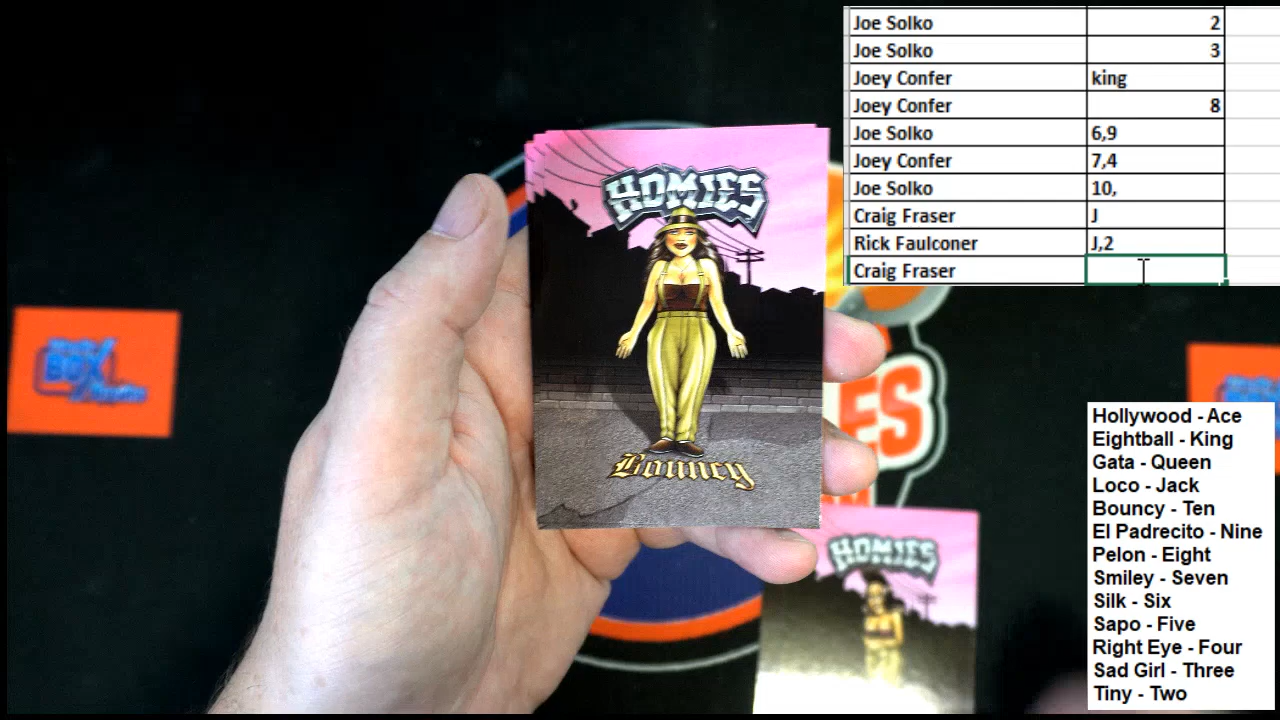 Joe Solko 2
Joe Solko 3
Joey Confer king
Joey Confer 8
Joe Solko 6,9
Joey Confer 7,4
Joe Solko 10,
Craig Fraser J
Rick Faulconer J,2
Craig Fraser
HOMIES
Bouncy
BOX
HOMIES
Hollywood - Ace
Eightball - King
Gata - Queen
Loco - Jack
Bouncy - Ten
El Padrecito - Nine
Pelon - Eight
Smiley - Seven
Silk - Six
Sapo - Five
Right Eye - Four
Sad Girl - Three
Tiny - Two